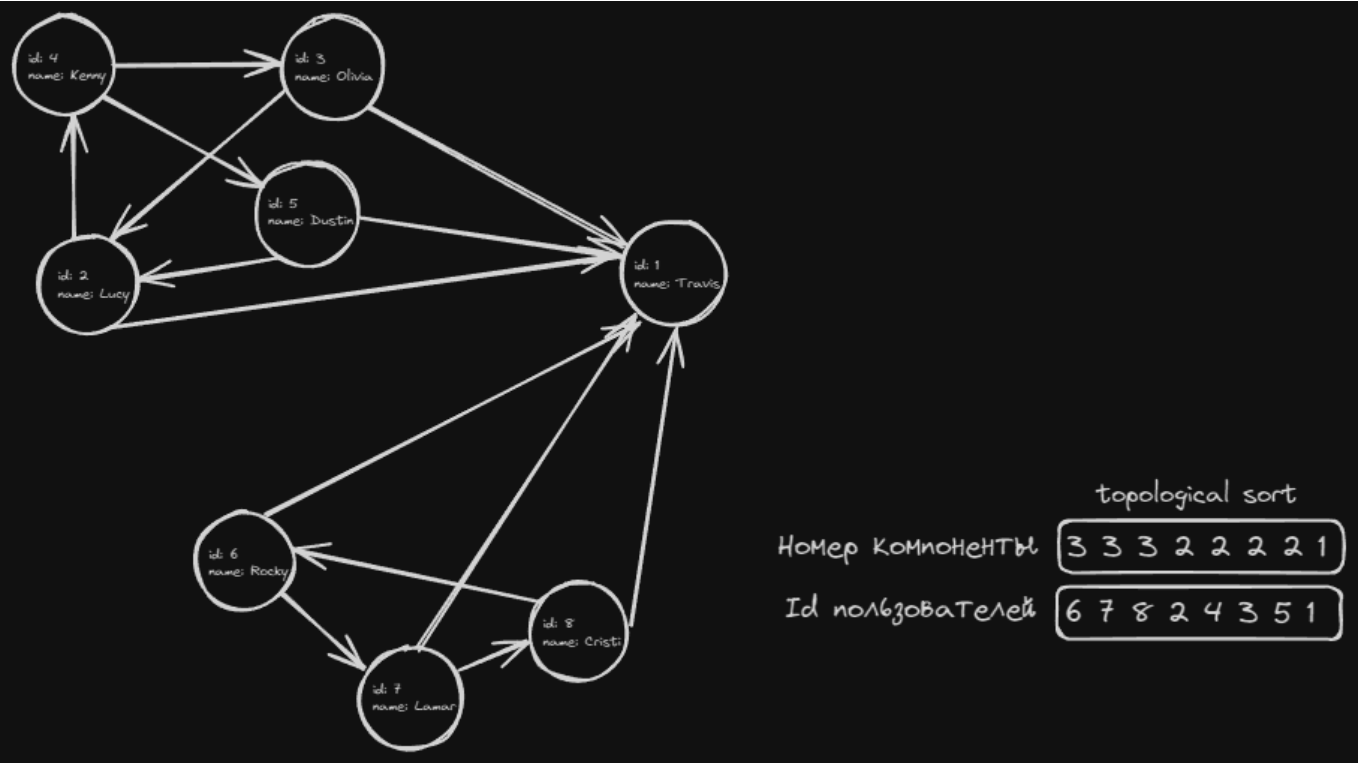 id: 4
name: Kenny
id: 3
name: Olivia
id: 5
name: Dustin
id: 2
name: Lucy
id: 1
name: Travis
id: 6
name: Rocky
id: 8
name: Cristi
id: 7
name: Lamar
topological sort
Номер компоненты 3 3 3 2 2 2 2 1
Id пользователей 6 7 8 2 4 3 5 1